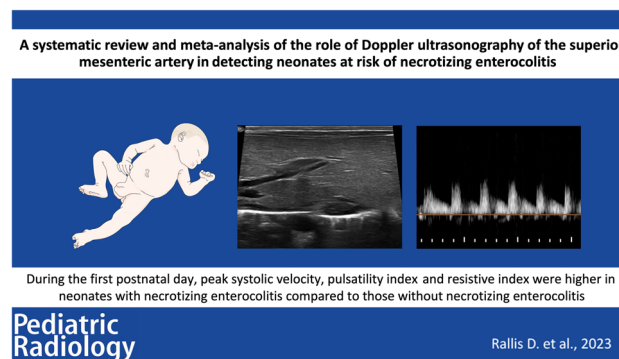 A systematic review and meta-analysis of the role of Doppler ultrasonography of the superio
mesenteric artery in detecting neonates at risk of necrotizing enterocolitis
During the first postnatal day, peak systolic velocity, pulsatility index and resistive index were higher in
neonates with necrotizing enterocolitis compared to those without necrotizing enterocolitis
Pediatric
Radiology
Rallis D. et al., 2023